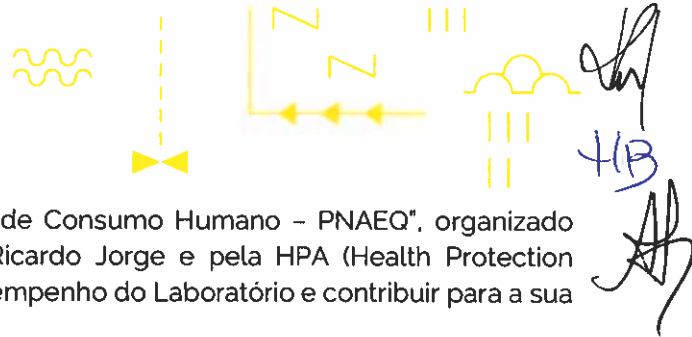 HB
de Consumo Humano – PNAEQ", organizado
Ricardo Jorge e pela HPA (Health Protection
empenho do Laboratório e contribuir para a sua